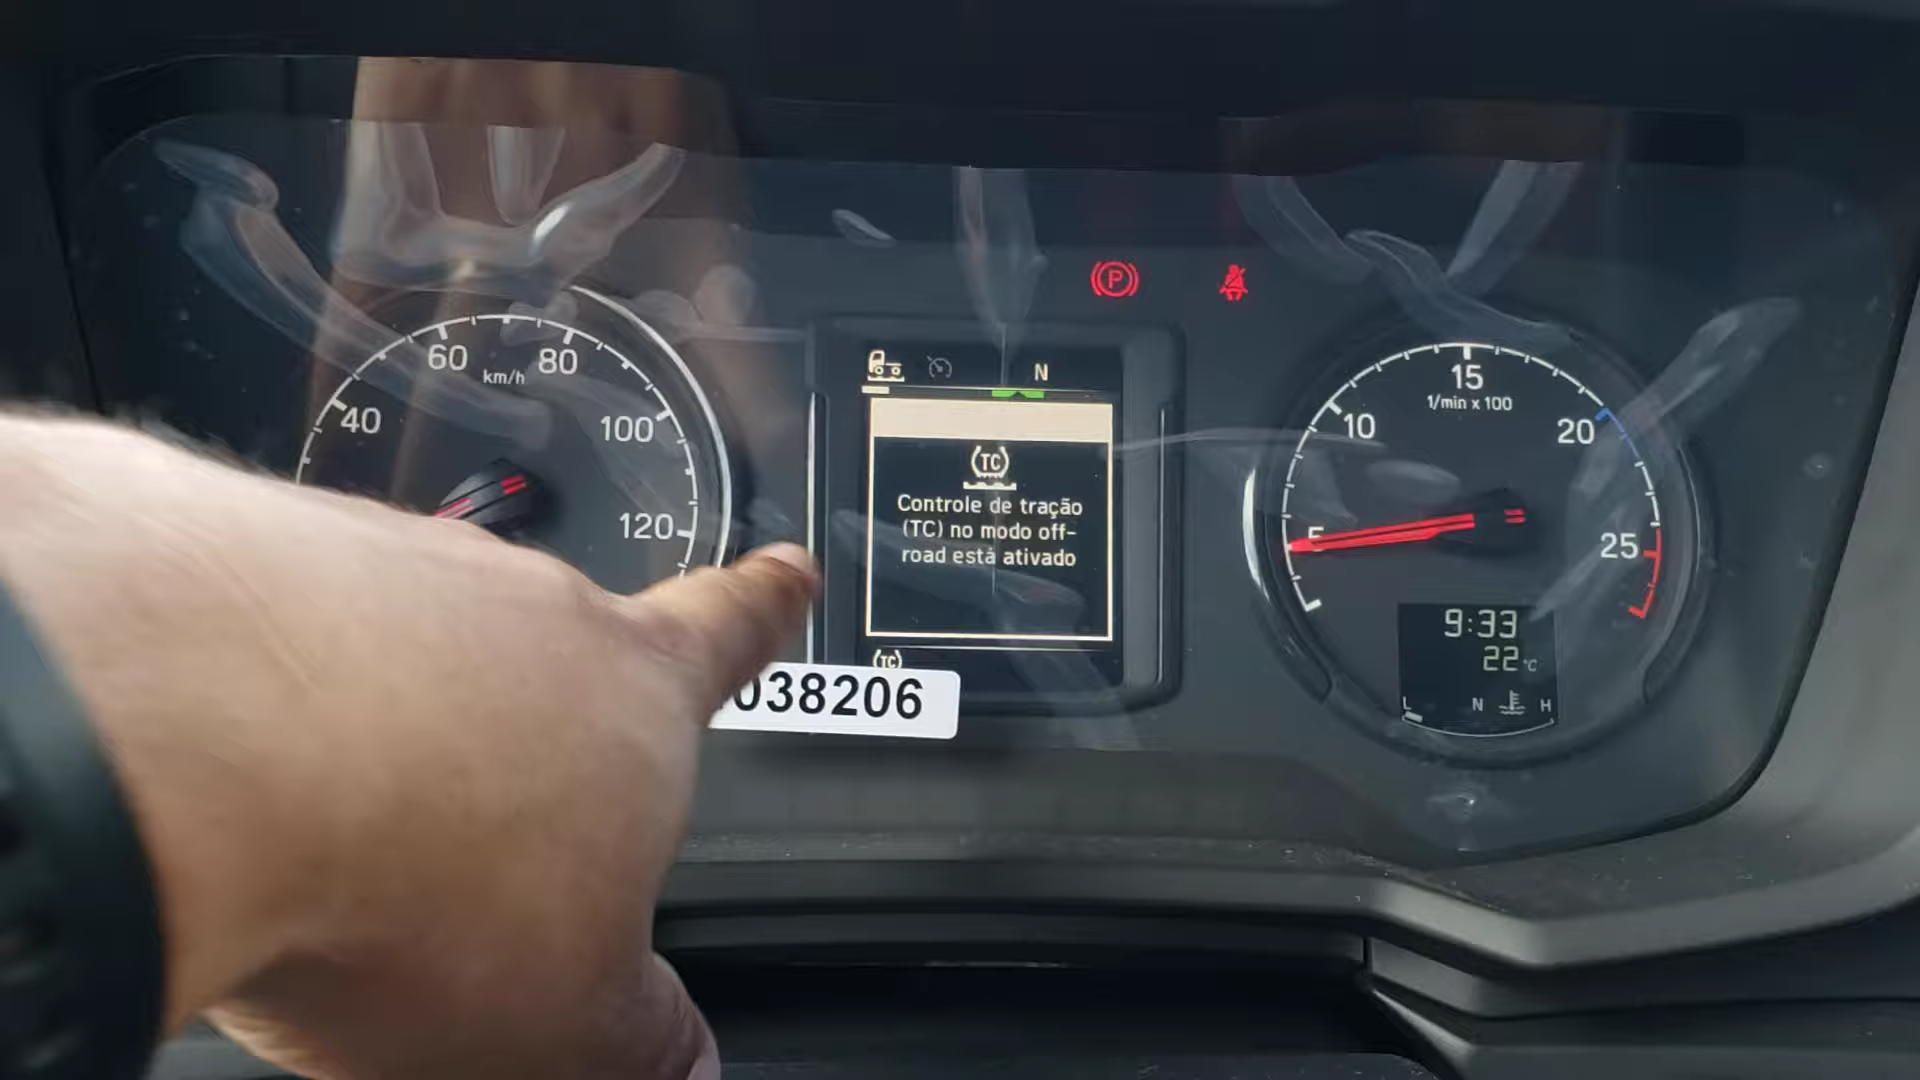 60
80
km/h
40
100
120
N
TC
Controle de tração
(TC) no modo off-
road está ativado
TC
038206
P
15
1/min x 100
10
20
5
25
9:33
22°C
L N H